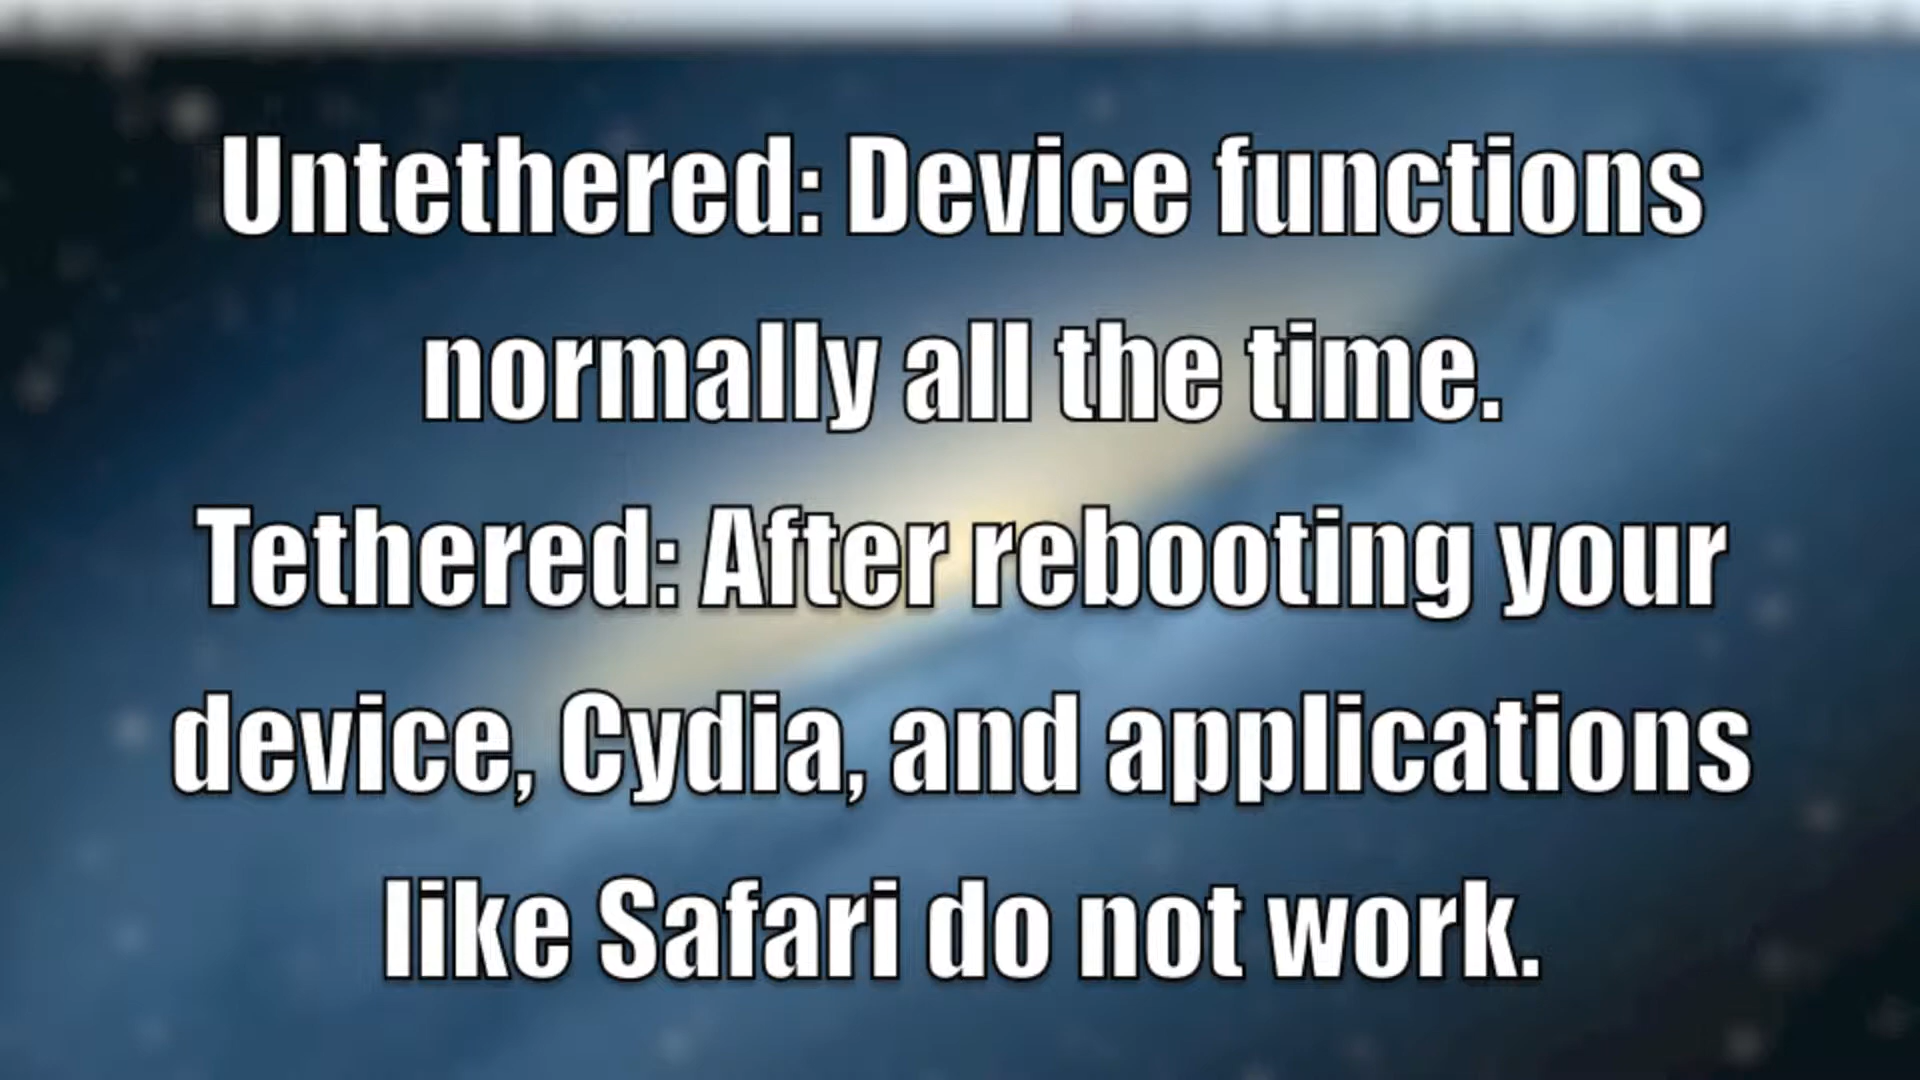 Untethered: Device functions
normally all the time.
Tethered: After rebooting your
device, Cydia, and applications
like Safari do not work.